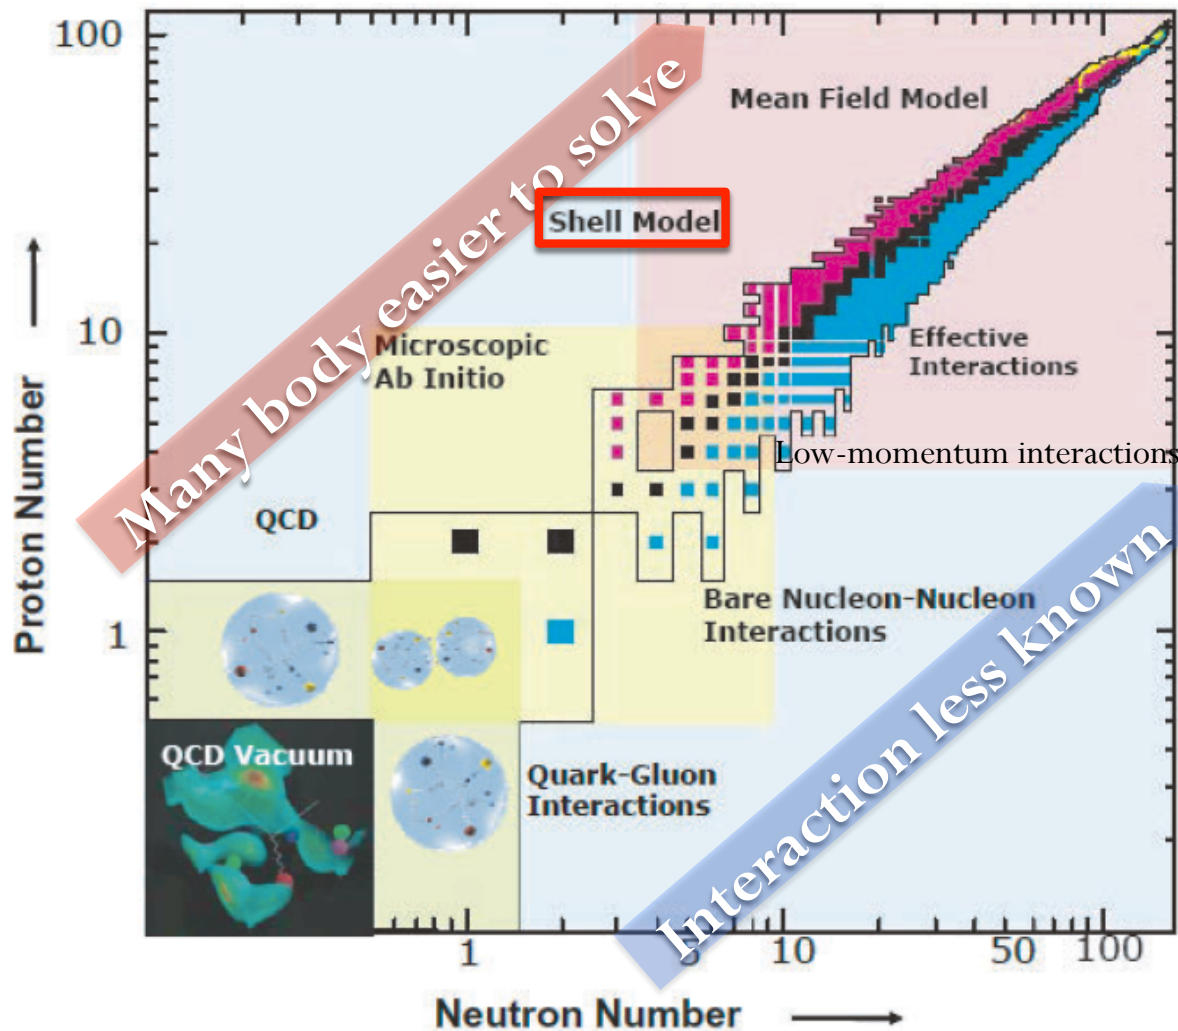 100
10
1
Proton Number
Many body easier to solve
Mean Field Model
Shell Model
Microscopic
Ab Initio
Effective
Interactions
Low-momentum interactions
QCD
Bare Nucleon-Nucleon
Interactions
QCD Vacuum
Quark-Gluon
Interactions
Interaction less known
1
5
10
50
100
Neutron Number